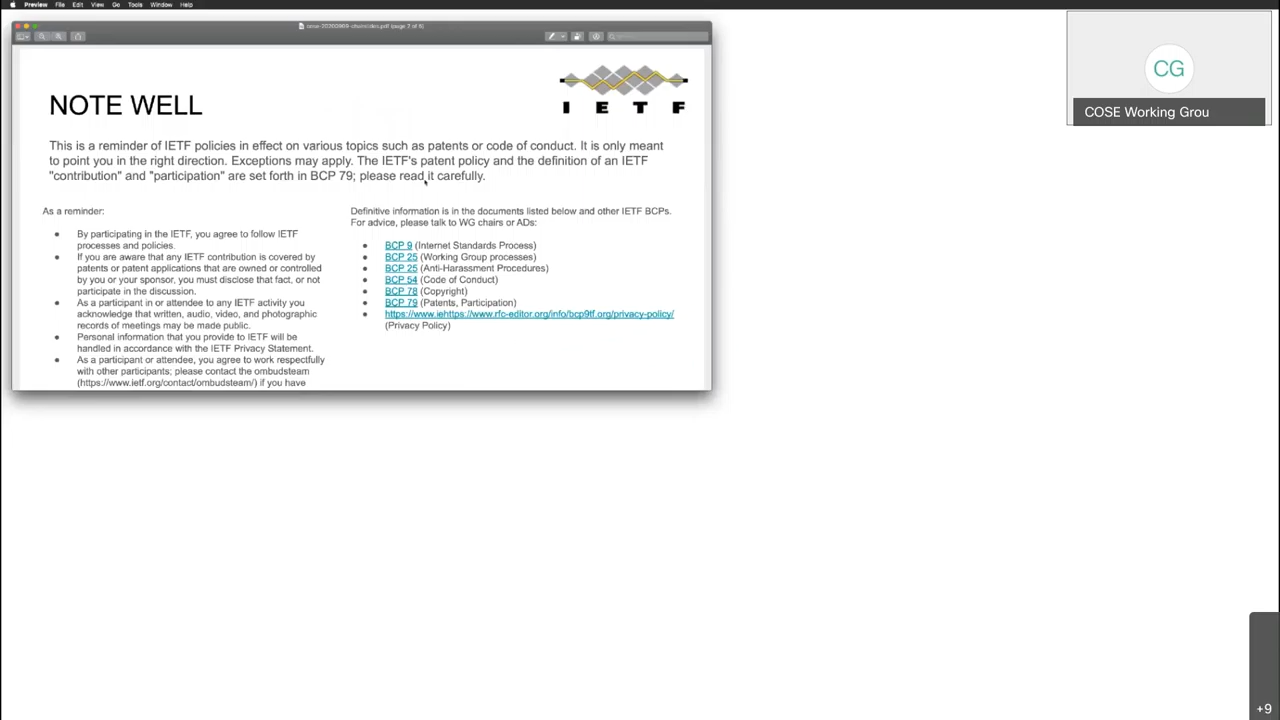 Preview File Edit View Go Tools Window Help
NOTE WELL
I E T F
This is a reminder of IETF policies in effect on various topics such as patents or code of conduct. It is only meant
to point you in the right direction. Exceptions may apply. The IETF's patent policy and the definition of an IETF
"contribution" and "participation" are set forth in BCP 79; please read it carefully.
As a reminder:
● By participating in the IETF, you agree to follow IETF
processes and policies.
● If you are aware that any IETF contribution is covered by
patents or patent applications that are owned or controlled
by you or your sponsor, you must disclose that fact, or not
participate in the discussion.
● As a participant in or attendee to any IETF activity you
acknowledge that written, audio, video, and photographic
records of meetings may be made public.
● Personal information that you provide to IETF will be
handled in accordance with the IETF Privacy Statement.
● As a participant or attendee, you agree to work respectfully
with other participants; please contact the ombudsteam
(https://www.ietf.org/contact/ombudsteam/) if you have
Definitive information is in the documents listed below and other IETF BCPs.
For advice, please talk to WG chairs or ADs:
● BCP 9 (Internet Standards Process)
● BCP 25 (Working Group processes)
● BCP 25 (Anti-Harassment Procedures)
● BCP 54 (Code of Conduct)
● BCP 78 (Copyright)
● BCP 79 (Patents, Participation)
● https://www.iehttps://www.rfc-editor.org/info/bcp9tf.org/privacy-policy/
(Privacy Policy)
CG
COSE Working Grou
+9